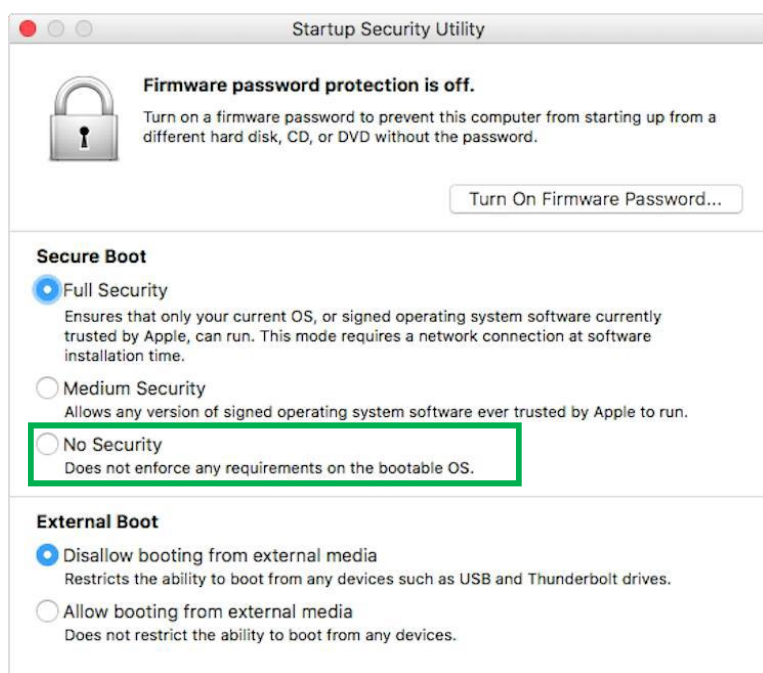 Startup Security Utility
Firmware password protection is off.
Turn on a firmware password to prevent this computer from starting up from a
different hard disk, CD, or DVD without the password.
Turn On Firmware Password...
Secure Boot
Full Security
Ensures that only your current OS, or signed operating system software currently
trusted by Apple, can run. This mode requires a network connection at software
installation time.
Medium Security
Allows any version of signed operating system software ever trusted by Apple to run.
No Security
Does not enforce any requirements on the bootable OS.
External Boot
Disallow booting from external media
Restricts the ability to boot from any devices such as USB and Thunderbolt drives.
Allow booting from external media
Does not restrict the ability to boot from any devices.